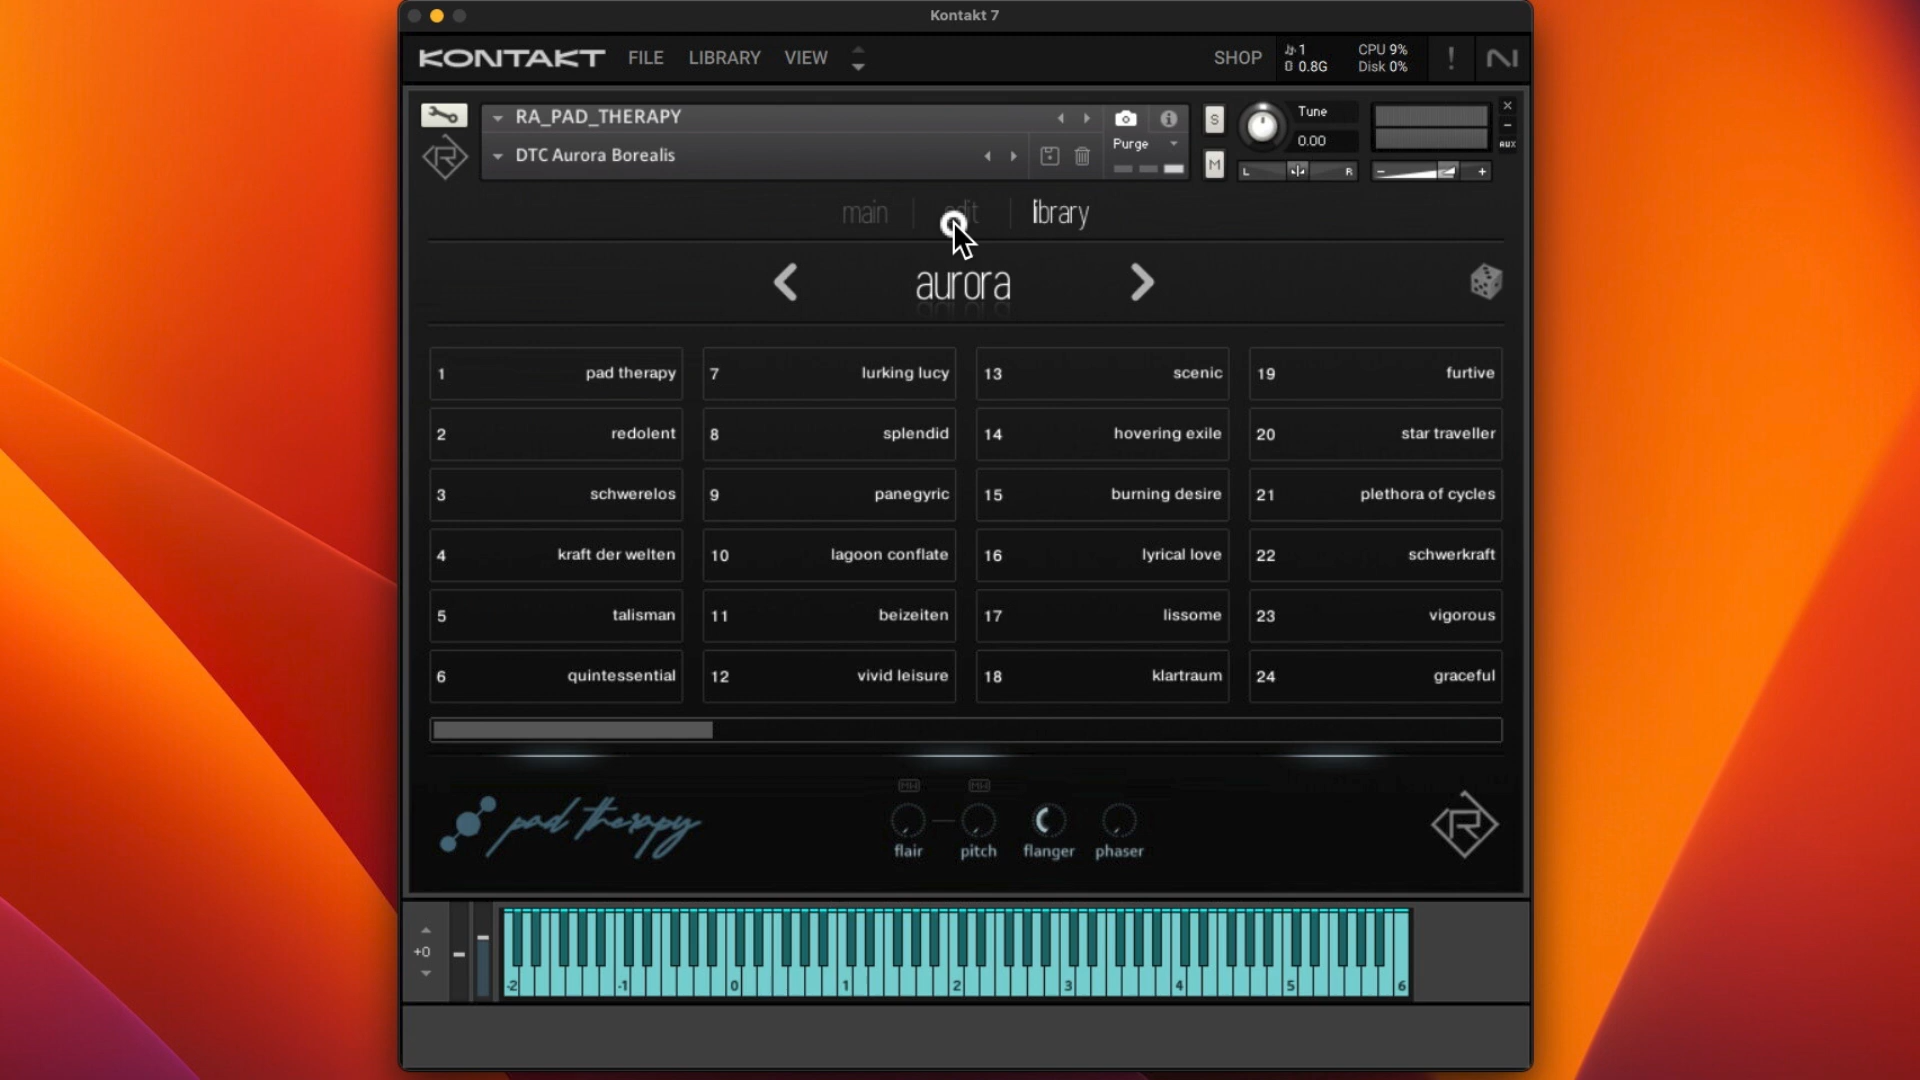 Kontakt 7
KONTAKT FILE LIBRARY VIEW SHOP 1 0.8G CPU 9% Disk 0% !
RA_PAD_THERAPY
Purge
S
Tune
0.00
AUX
DTC Aurora Borealis
M
L R
- +
main edit library
aurora
1 pad therapy
7 lurking lucy
13 scenic
19 furtive
2 redolent
8 splendid
14 hovering exile
20 star traveller
3 schwerelos
9 panegyric
15 burning desire
21 plethora of cycles
4 kraft der welten
10 lagoon conflate
16 lyrical love
22 schwerkraft
5 talisman
11 beizeiten
17 lissome
23 vigorous
6 quintessential
12 vivid leisure
18 klartraum
24 graceful
pad therapy
MW MW
flair pitch flanger phaser
+0
-2 -1 0 1 2 3 4 5 6